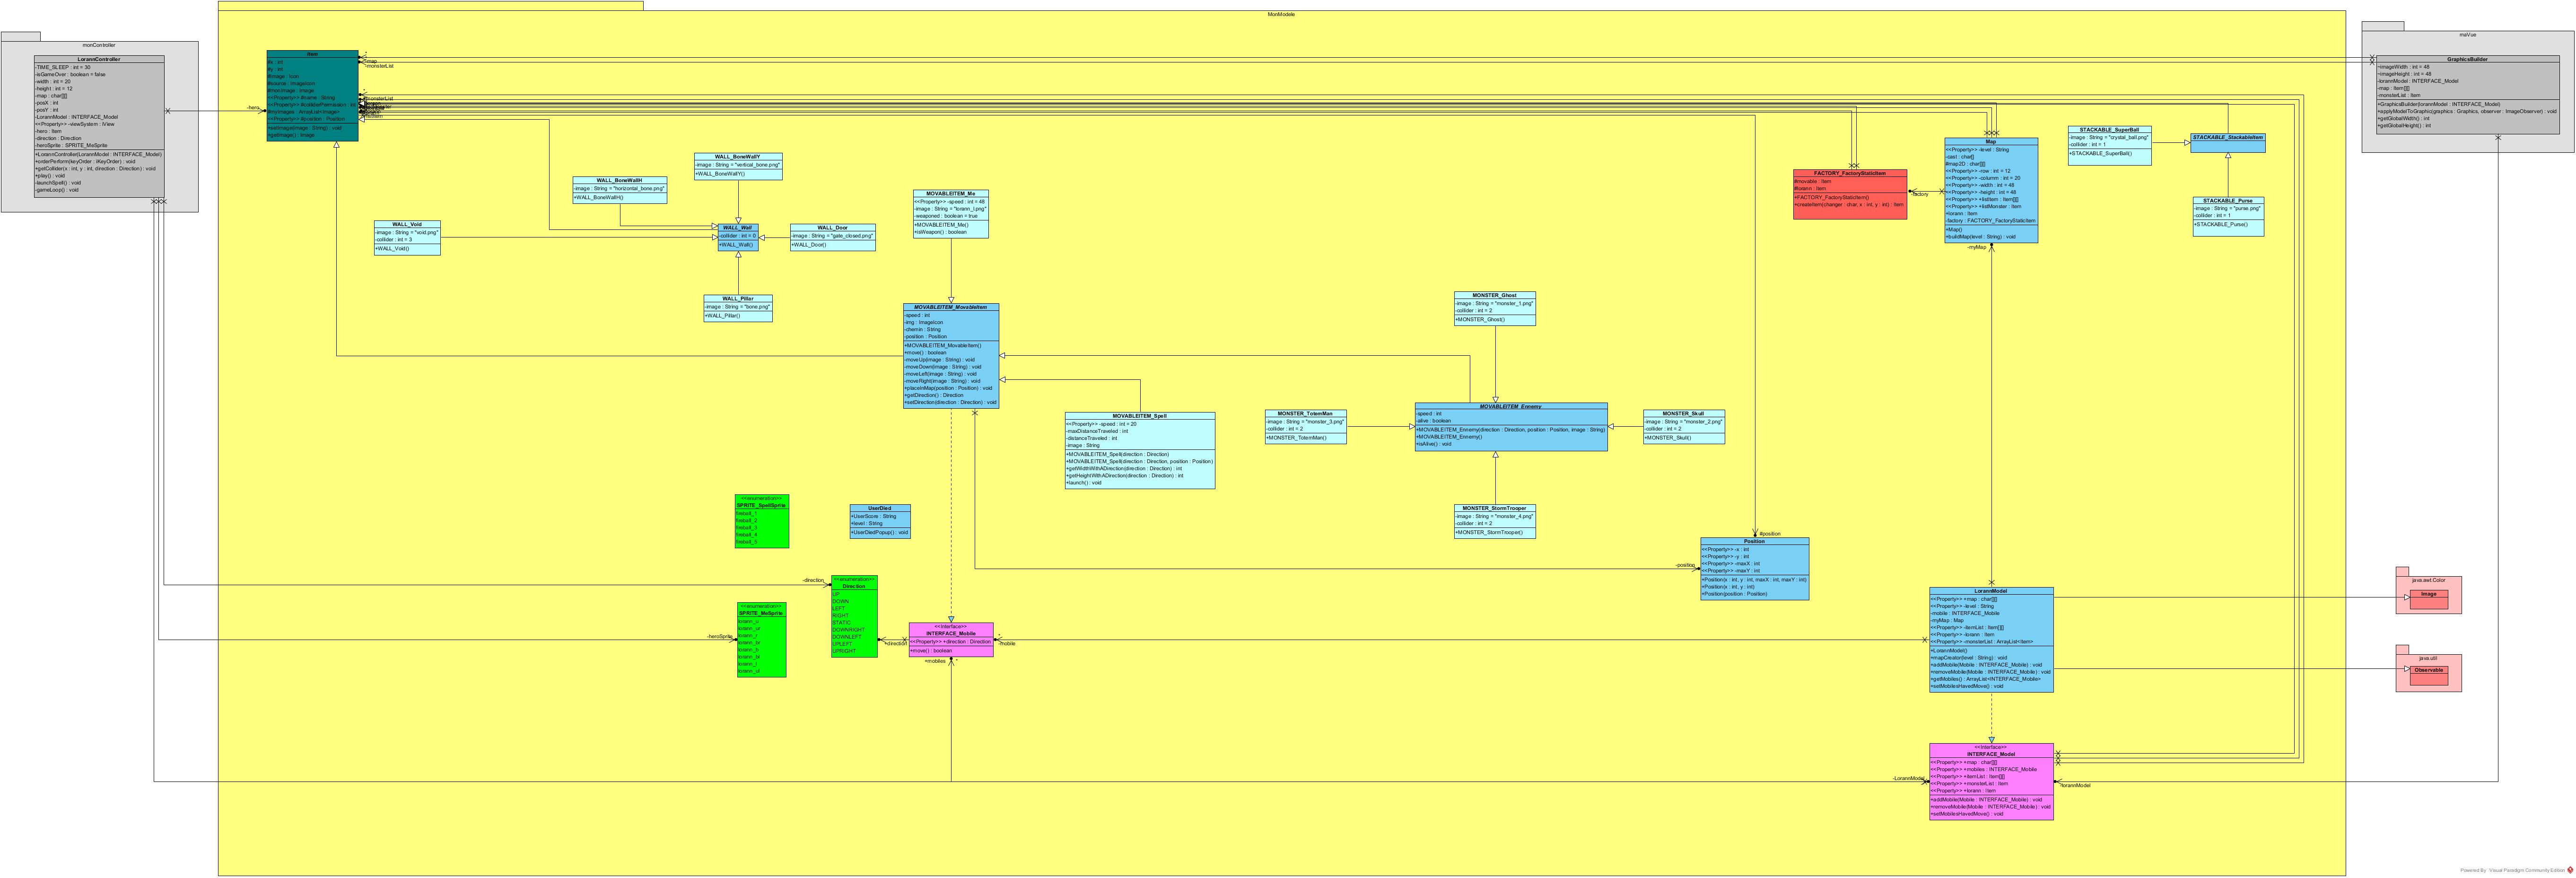 MonModele
monController
LorannController
-TIME_SLEEP : int = 30
-isGameOver : boolean = false
-width : int = 20
-height : int = 12
-map : char[][]
-posX : int
-posY : int
-LorannModel : INTERFACE_Model
<<Property>> -viewSystem : IView
-hero : Item
-direction : Direction
-heroSprite : SPRITE_MeSprite
+LorannController(LorannModel : INTERFACE_Model)
+orderPerform(keyOrder : IKeyOrder) : void
+getCollider(x : int, y : int, direction : Direction) : void
+play() : void
-launchSpell() : void
-gameLoop() : void
-hero
Item
#x : int
#y : int
<<Property>> #name : String
<<Property>> #position : Position
+setImage(image : String) : void
+getImage() : Image
*
-map
*
-monsterList
WALL_BoneWallY
-image : String = "vertical_bone.png"
+WALL_BoneWallY()
WALL_BoneWallH
-image : String = "horizontal_bone.png"
+WALL_BoneWallH()
WALL_Void
-image : String = "void.png"
-collider : int = 3
+WALL_Void()
WALL_Wall
-collider : int = 0
+WALL_Wall()
WALL_Door
-image : String = "gate_closed.png"
+WALL_Door()
WALL_Pillar
-image : String = "bone.png"
+WALL_Pillar()
MOVABLEITEM_Me
<<Property>> -speed : int = 48
-image : String = "lorann_l.png"
-weaponed : boolean = true
+MOVABLEITEM_Me()
+isWeapon() : boolean
MOVABLEITEM_MovableItem
-speed : int
-img : ImageIcon
-chemin : String
-position : Position
+MOVABLEITEM_MovableItem()
+move() : boolean
-moveUp(image : String) : void
-moveDown(image : String) : void
-moveLeft(image : String) : void
-moveRight(image : String) : void
+placeInMap(position : Position) : void
+getDirection() : Direction
+setDirection(direction : Direction) : void
MOVABLEITEM_Spell
<<Property>> -speed : int = 20
-maxDistanceTraveled : int
-distanceTraveled : int
-image : String
+MOVABLEITEM_Spell(direction : Direction)
+MOVABLEITEM_Spell(direction : Direction, position : Position)
+getWidthWithADirection(direction : Direction) : int
+getHeightWithADirection(direction : Direction) : int
+launch() : void
MONSTER_Ghost
-image : String = "monster_1.png"
-collider : int = 2
+MONSTER_Ghost()
MONSTER_TotemMan
-image : String = "monster_3.png"
-collider : int = 2
+MONSTER_TotemMan()
MOVABLEITEM_Ennemy
-speed : int
-alive : boolean
+MOVABLEITEM_Ennemy(direction : Direction, position : Position, image : String)
+MOVABLEITEM_Ennemy()
+isAlive() : void
MONSTER_Skull
-image : String = "monster_2.png"
-collider : int = 2
+MONSTER_Skull()
MONSTER_StormTrooper
-image : String = "monster_4.png"
-collider : int = 2
+MONSTER_StormTrooper()
FACTORY_FactoryStaticItem
#movable : Item
#lorann : Item
+FACTORY_FactoryStaticItem()
+createItem(changer : char, x : int, y : int) : Item
-factory
Map
<<Property>> -level : String
-cast : char[]
#map2D : char[][]
<<Property>> -row : int = 12
<<Property>> -column : int = 20
<<Property>> -width : int = 48
<<Property>> -height : int = 48
<<Property>> +listItem : Item[][]
<<Property>> +listMonster : Item
+lorann : Item
-factory : FACTORY_FactoryStaticItem
+Map()
+buildMap(level : String) : void
-myMap
STACKABLE_SuperBall
-image : String = "crystal_ball.png"
-collider : int = 1
+STACKABLE_SuperBall()
STACKABLE_StackableItem
STACKABLE_Purse
-image : String = "purse.png"
-collider : int = 1
+STACKABLE_Purse()
maVue
GraphicsBuilder
-imageWidth : int = 48
-imageHeight : int = 48
-lorannModel : INTERFACE_Model
-map : Item[][]
-monsterList : Item
+GraphicsBuilder(lorannModel : INTERFACE_Model)
+applyModelToGraphic(graphics : Graphics, observer : ImageObserver) : void
+getGlobalWidth() : int
+getGlobalHeight() : int
<<enumeration>>
SPRITE_SpellSprite
fireball_1
fireball_2
fireball_3
fireball_4
fireball_5
UserDied
+UserScore : String
+level : String
+UserDiedPopup() : void
#position
Position
<<Property>> -x : int
<<Property>> -y : int
<<Property>> -maxX : int
<<Property>> -maxY : int
+Position(x : int, y : int, maxX : int, maxY : int)
+Position(x : int, y : int)
+Position(position : Position)
-position
-direction
<<enumeration>>
Direction
UP
DOWN
LEFT
RIGHT
STATIC
DOWNRIGHT
DOWNLEFT
UPLEFT
UPRIGHT
-heroSprite
<<enumeration>>
SPRITE_MeSprite
lorann_u
lorann_ur
lorann_r
lorann_br
lorann_b
lorann_bl
lorann_l
lorann_ul
+direction
<<Interface>>
INTERFACE_Mobile
<<Property>> +direction : Direction
+move() : boolean
*
-mobile
+mobiles
*
LorannModel
<<Property>> +map : char[][]
<<Property>> -level : String
-mobile : INTERFACE_Mobile
-myMap : Map
<<Property>> -itemList : Item[][]
<<Property>> -lorann : Item
<<Property>> -monsterList : ArrayList<Item>
+LorannModel()
+mapCreator(level : String) : void
+addMobile(Mobile : INTERFACE_Mobile) : void
+removeMobile(Mobile : INTERFACE_Mobile) : void
+getMobiles() : ArrayList<INTERFACE_Mobile>
+setMobilesHavedMove() : void
java.awt.Color
Image
java.util
Observable
-LorannModel
<<Interface>>
INTERFACE_Model
<<Property>> +map : char[][]
<<Property>> +mobiles : INTERFACE_Mobile
<<Property>> +itemList : Item[][]
<<Property>> +monsterList : Item
<<Property>> +lorann : Item
+addMobile(Mobile : INTERFACE_Mobile) : void
+removeMobile(Mobile : INTERFACE_Mobile) : void
+setMobilesHavedMove() : void
-lorannModel
Powered By Visual Paradigm Community Edition